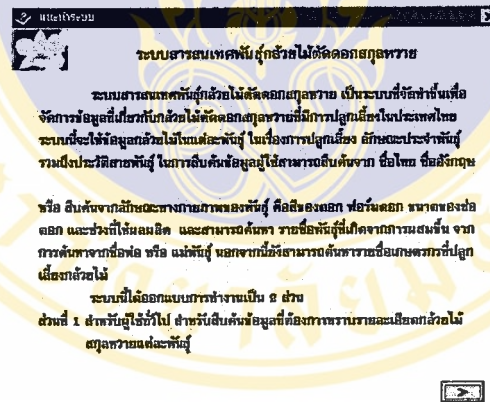 แนะนำระบบ
ระบบสารสนเทศพันธุ์กล้วยไม้ตัดดอกสกุลหวาย
ระบบสารสนเทศพันธุ์กล้วยไม้ตัดดอกสกุลหวาย เป็นระบบที่จัดทำขึ้นเพื่อ
จัดการข้อมูลที่เกี่ยวกับกล้วยไม้ตัดดอกสกุลหวายที่มีการปลูกเลี้ยงในประเทศไทย
ระบบนี้จะให้ข้อมูลกล้วยไม้ในแต่ละพันธุ์ ในเรื่องการปลูกเลี้ยง ลักษณะประจำพันธุ์
รวมถึงประวัติสายพันธุ์ ในการสืบค้นข้อมูลผู้ใช้สามารถสืบค้นจาก ชื่อไทย ชื่ออังกฤษ
หรือ สืบค้นจากลักษณะทางกายภาพของพันธุ์ คือสีของดอก ฟอร์มดอก ขนาดของช่อ
ดอก และช่วงที่ให้ผลผลิต และสามารถค้นหา รายชื่อพันธุ์ที่เกิดจากการผสมขึ้น จาก
การค้นหาจากชื่อพ่อ หรือ แม่พันธุ์ นอกจากนี้ยังสามารถค้นหารายชื่อเกษตรกรที่ปลูก
เลี้ยงกล้วยไม้
ระบบนี้ได้ออกแบบการทำงานเป็น 2 ส่วน
ส่วนที่ 1 สำหรับผู้ใช้ทั่วไป สำหรับสืบค้นข้อมูลที่ต้องการทราบรายละเอียดกล้วยไม้
สกุลหวายแต่ละพันธุ์